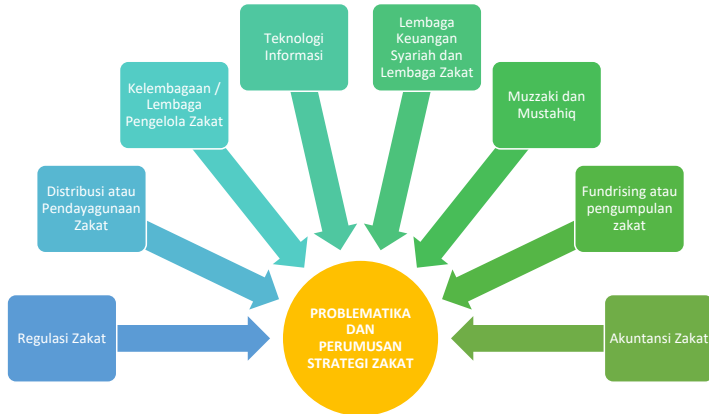 Teknologi
Informasi
Lembaga
Keuangan
Syariah dan
Lembaga Zakat
Kelembagaan /
Lembaga
Pengelola Zakat
Muzzaki dan
Mustahiq
Distribusi atau
Pendayagunaan
Zakat
Fundrising atau
pengumpulan
zakat
Regulasi Zakat
PROBLEMATIKA
DAN
PERUMUSAN
STRATEGI ZAKAT
Akuntansi Zakat